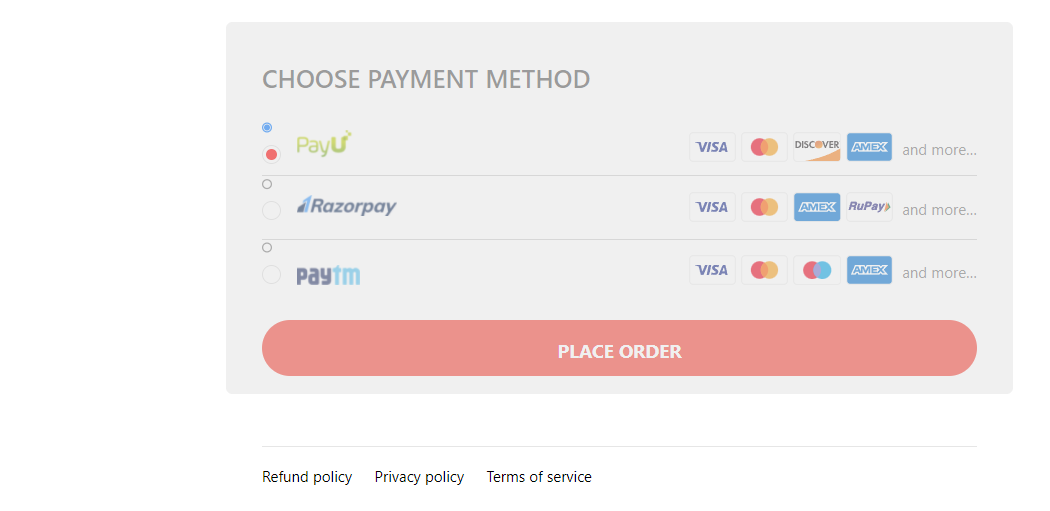 CHOOSE PAYMENT METHOD
PayU VISA DISCOVER AMEX and more...
Razorpay VISA AMEX RuPay and more...
paytm VISA AMEX and more...
PLACE ORDER
Refund policy Privacy policy Terms of service